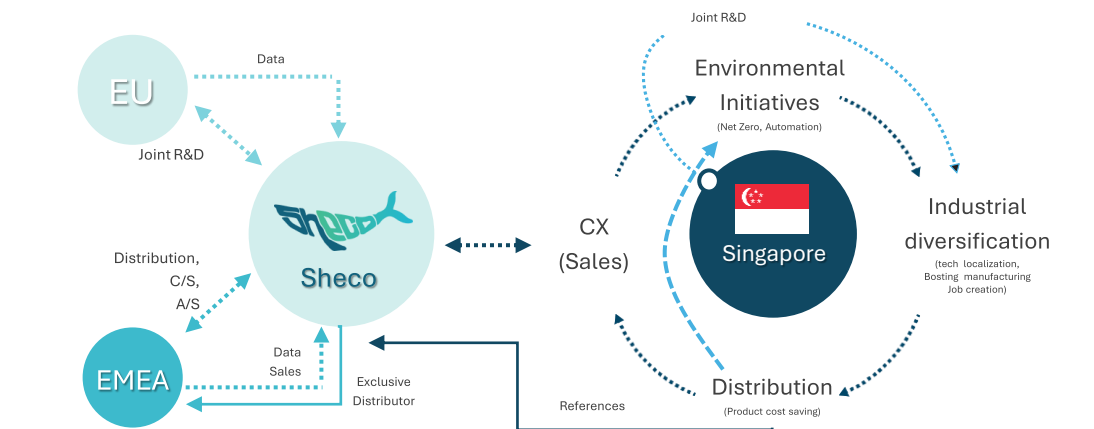 Joint R&D
EU
Data
Joint R&D
Environmental
Initiatives
(Net Zero, Automation)
sheco
Sheco
CX
(Sales)
Singapore
Industrial
diversification
(tech localization,
Bosting manufacturing
Job creation)
Distribution,
C/S,
A/S
EMEA
Data
Sales
Exclusive
Distributor
References
Distribution
(Product cost saving)